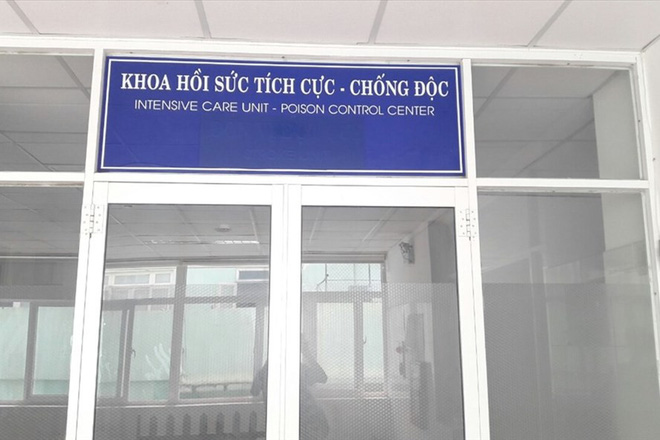 KHOA HỒI SỨC TÍCH CỰC - CHỐNG ĐỘC
INTENSIVE CARE UNIT - POISON CONTROL CENTER